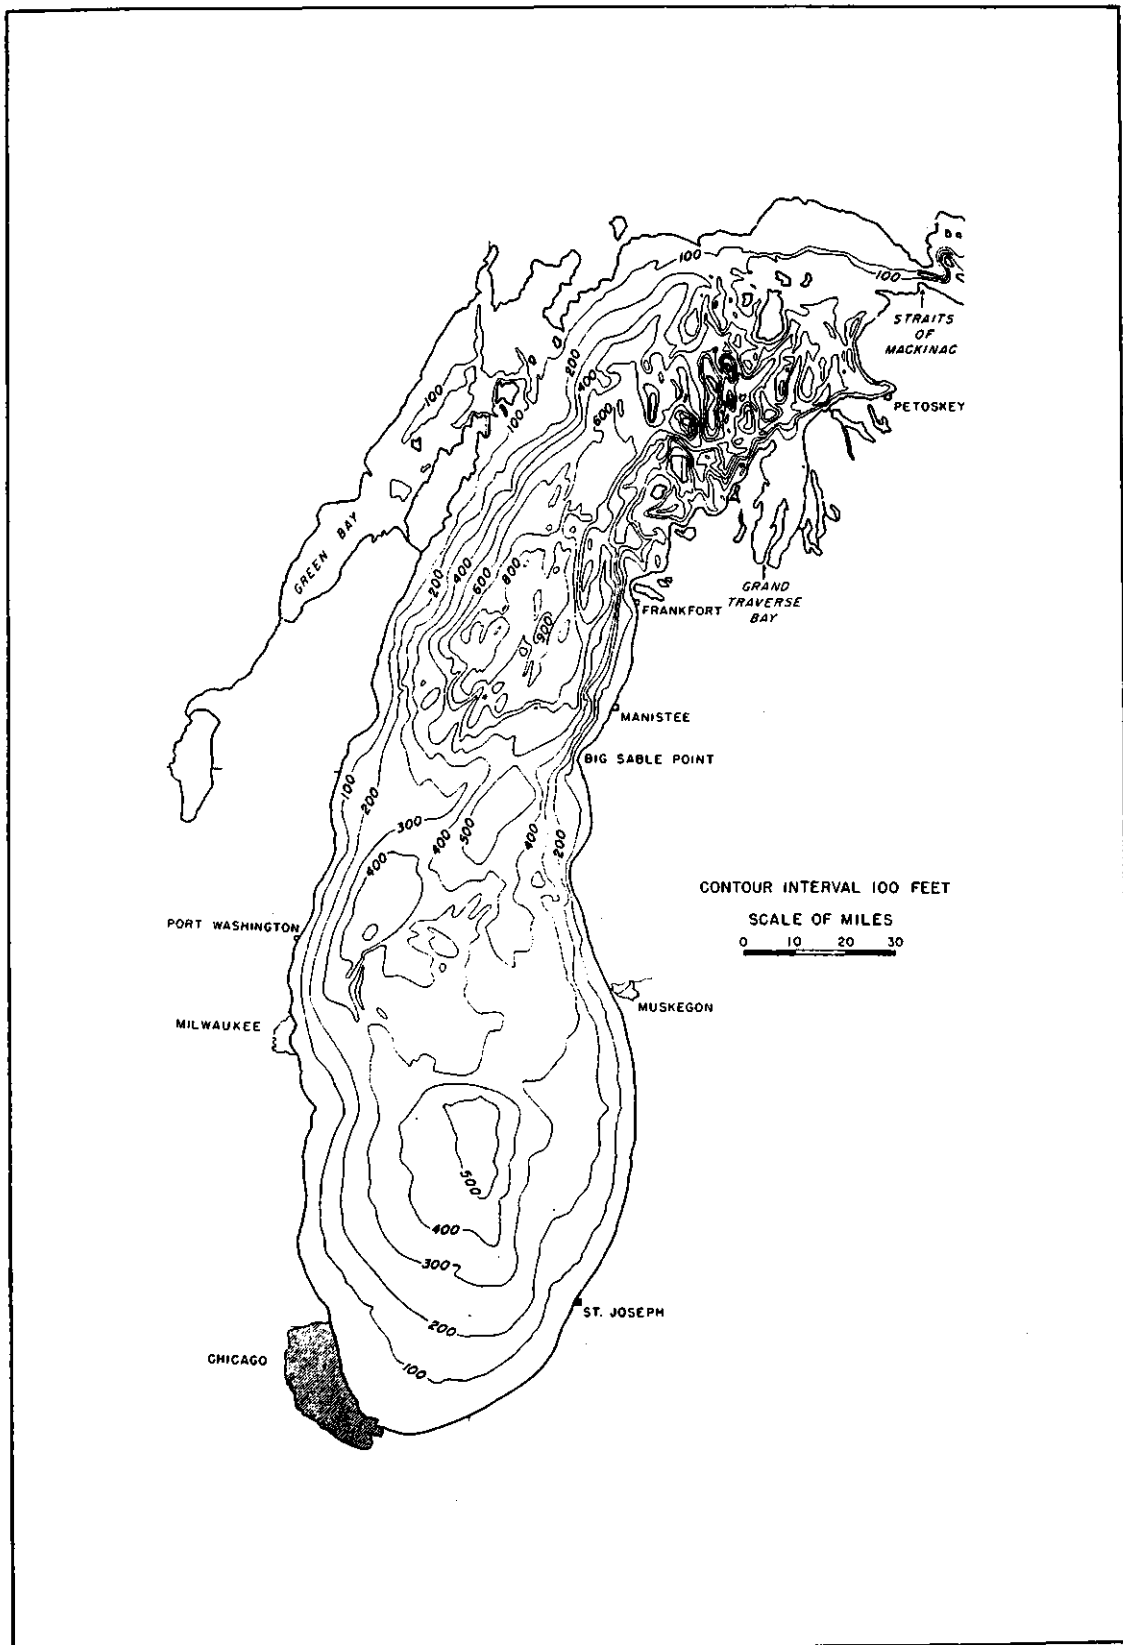 100
100
STRAITS
OF
MACKINAC
200
400
100
100
600
PETOSKEY
GREEN BAY
200
400
600
800
900
GRAND
TRAVERSE
BAY
FRANKFORT
MANISTEE
BIG SABLE POINT
100
200
300
400
500
400
200
400
CONTOUR INTERVAL 100 FEET
SCALE OF MILES
0 10 20 30
PORT WASHINGTON
MUSKEGON
MILWAUKEE
500
400
300
ST. JOSEPH
200
CHICAGO
100